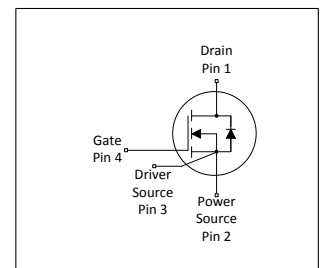 Drain
Pin 1
Gate
Pin 4
Driver
Source
Pin 3
Power
Source
Pin 2